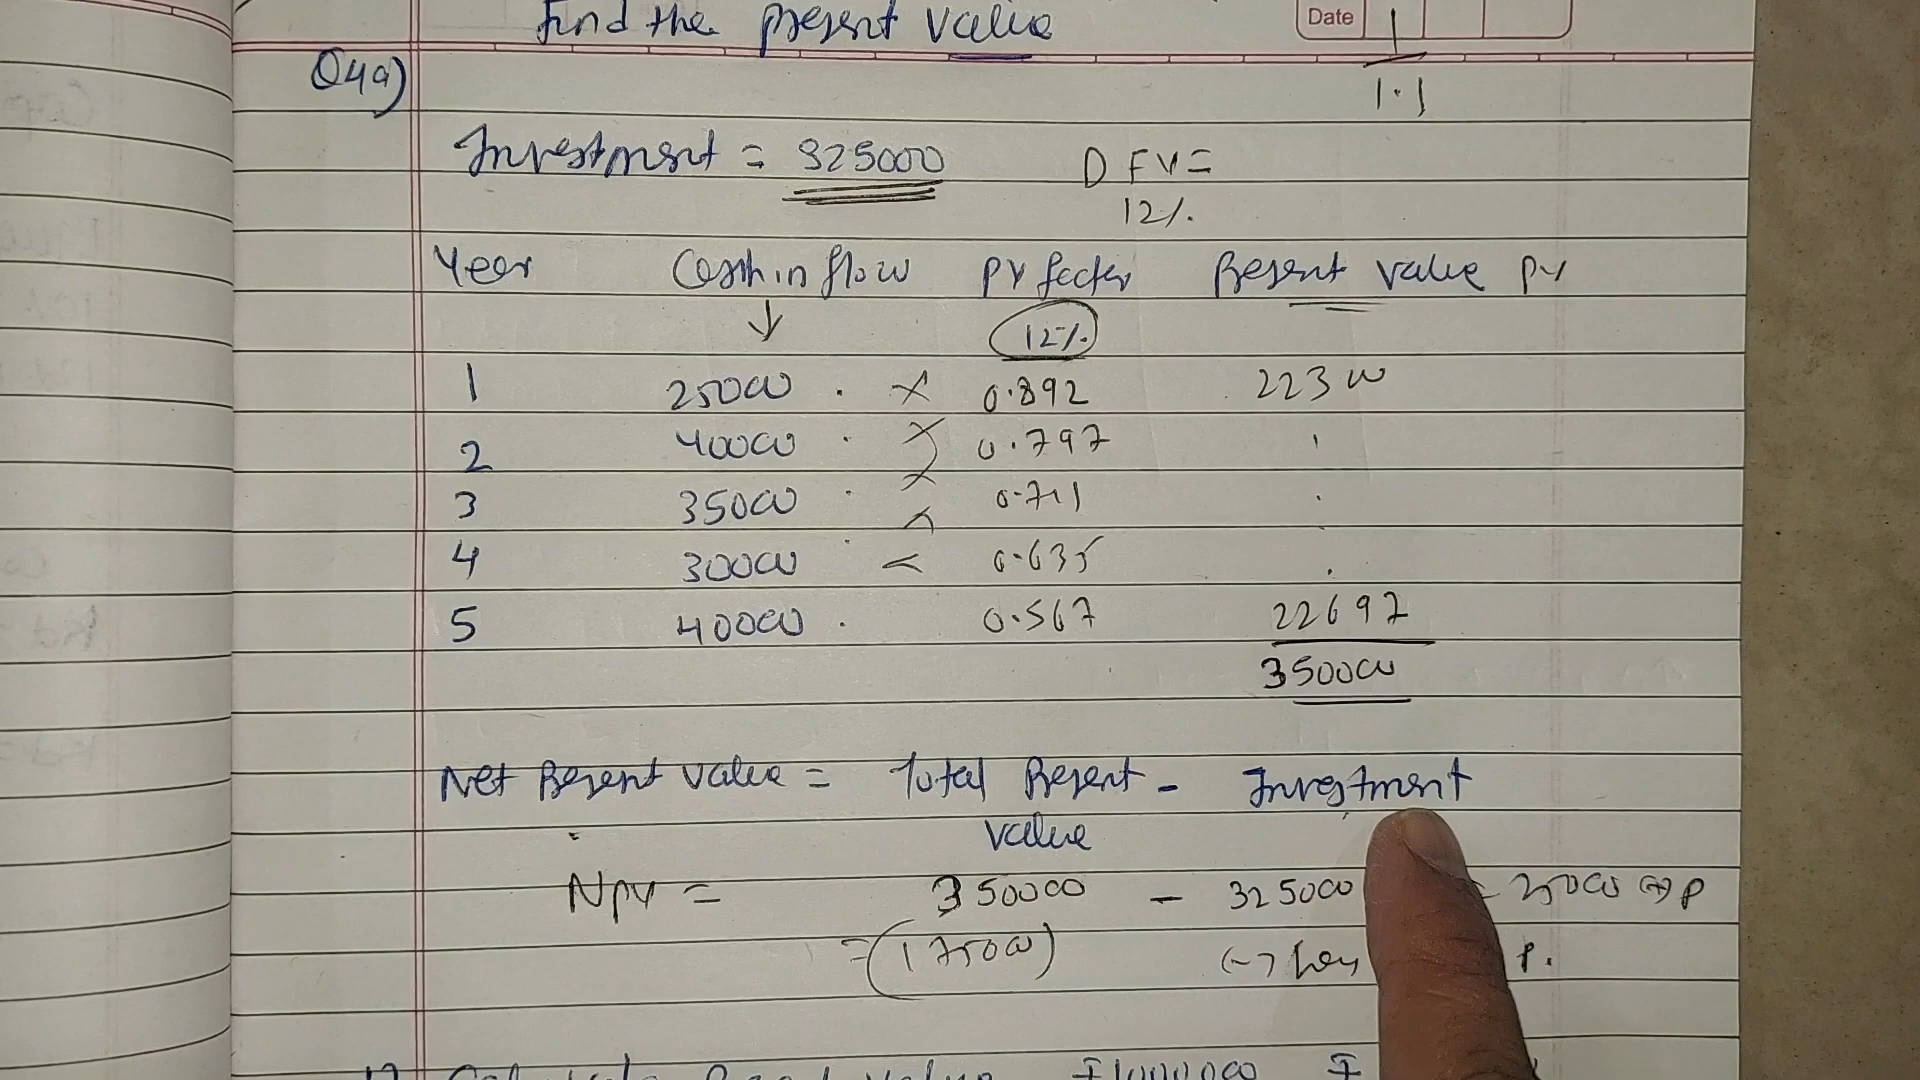 Find the present value
Date
1
1.1
Q4a)
Investment = 325000 DFV =
12%.
Year Cash in flow PV factor Present value PV
12%.
1 25000 . × 0.892 22300
2 40000 . × 0.797
3 35000 . × 0.711 .
4 30000 0.635 .
5 40000 . 0.567 22697
350000
Net Present value = Total Present - Investment
value
NPV = 350000 - 325000 = 25000 P
= (175000) (-)
P.